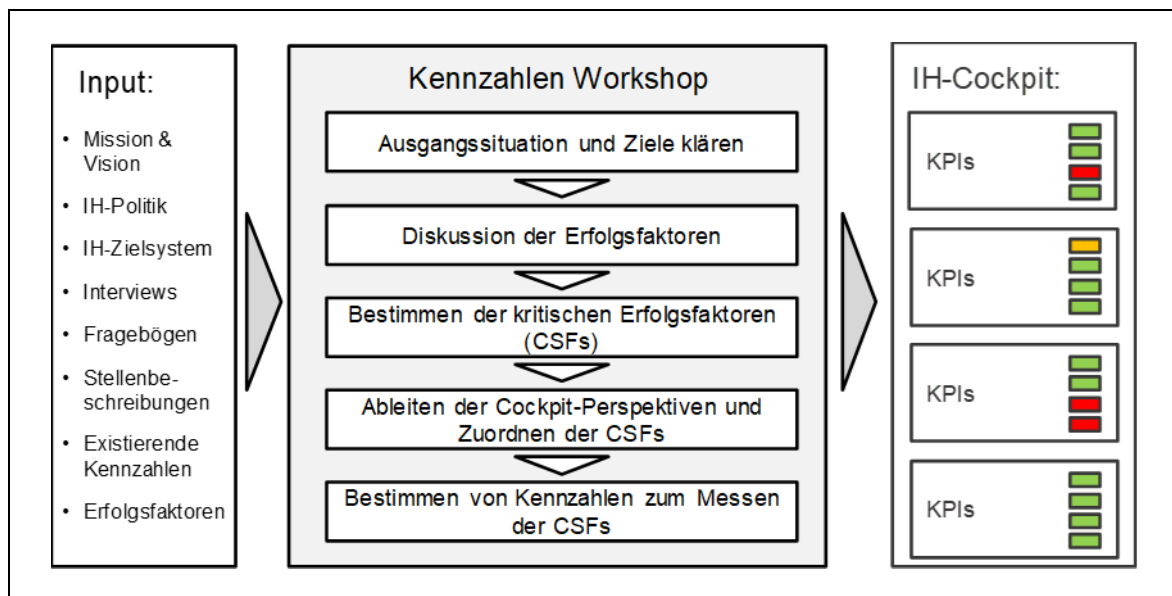 Input:
• Mission &
Vision
• IH-Politik
• IH-Zielsystem
• Interviews
• Fragebögen
• Stellenbe-
schreibungen
• Existierende
Kennzahlen
• Erfolgsfaktoren
Kennzahlen Workshop
Ausgangssituation und Ziele klären
Diskussion der Erfolgsfaktoren
Bestimmen der kritischen Erfolgsfaktoren
(CSFs)
Ableiten der Cockpit-Perspektiven und
Zuordnen der CSFs
Bestimmen von Kennzahlen zum Messen
der CSFs
IH-Cockpit:
KPIs
KPIs
KPIs
KPIs